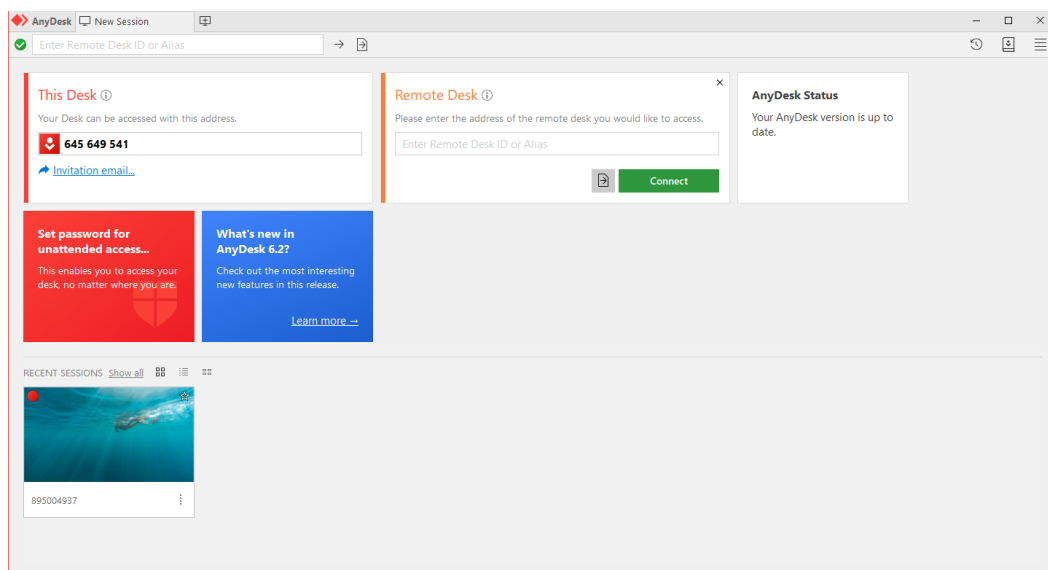 AnyDesk New Session
Enter Remote Desk ID or Alias
This Desk
Your Desk can be accessed with this address.
645 649 541
Invitation email...
Remote Desk
Please enter the address of the remote desk you would like to access.
Enter Remote Desk ID or Alias
Connect
AnyDesk Status
Your AnyDesk version is up to
date.
Set password for
unattended access...
This enables you to access your
desk, no matter where you are.
What's new in
AnyDesk 6.2?
Check out the most interesting
new features in this release.
Learn more →
RECENT SESSIONS Show all
895004937